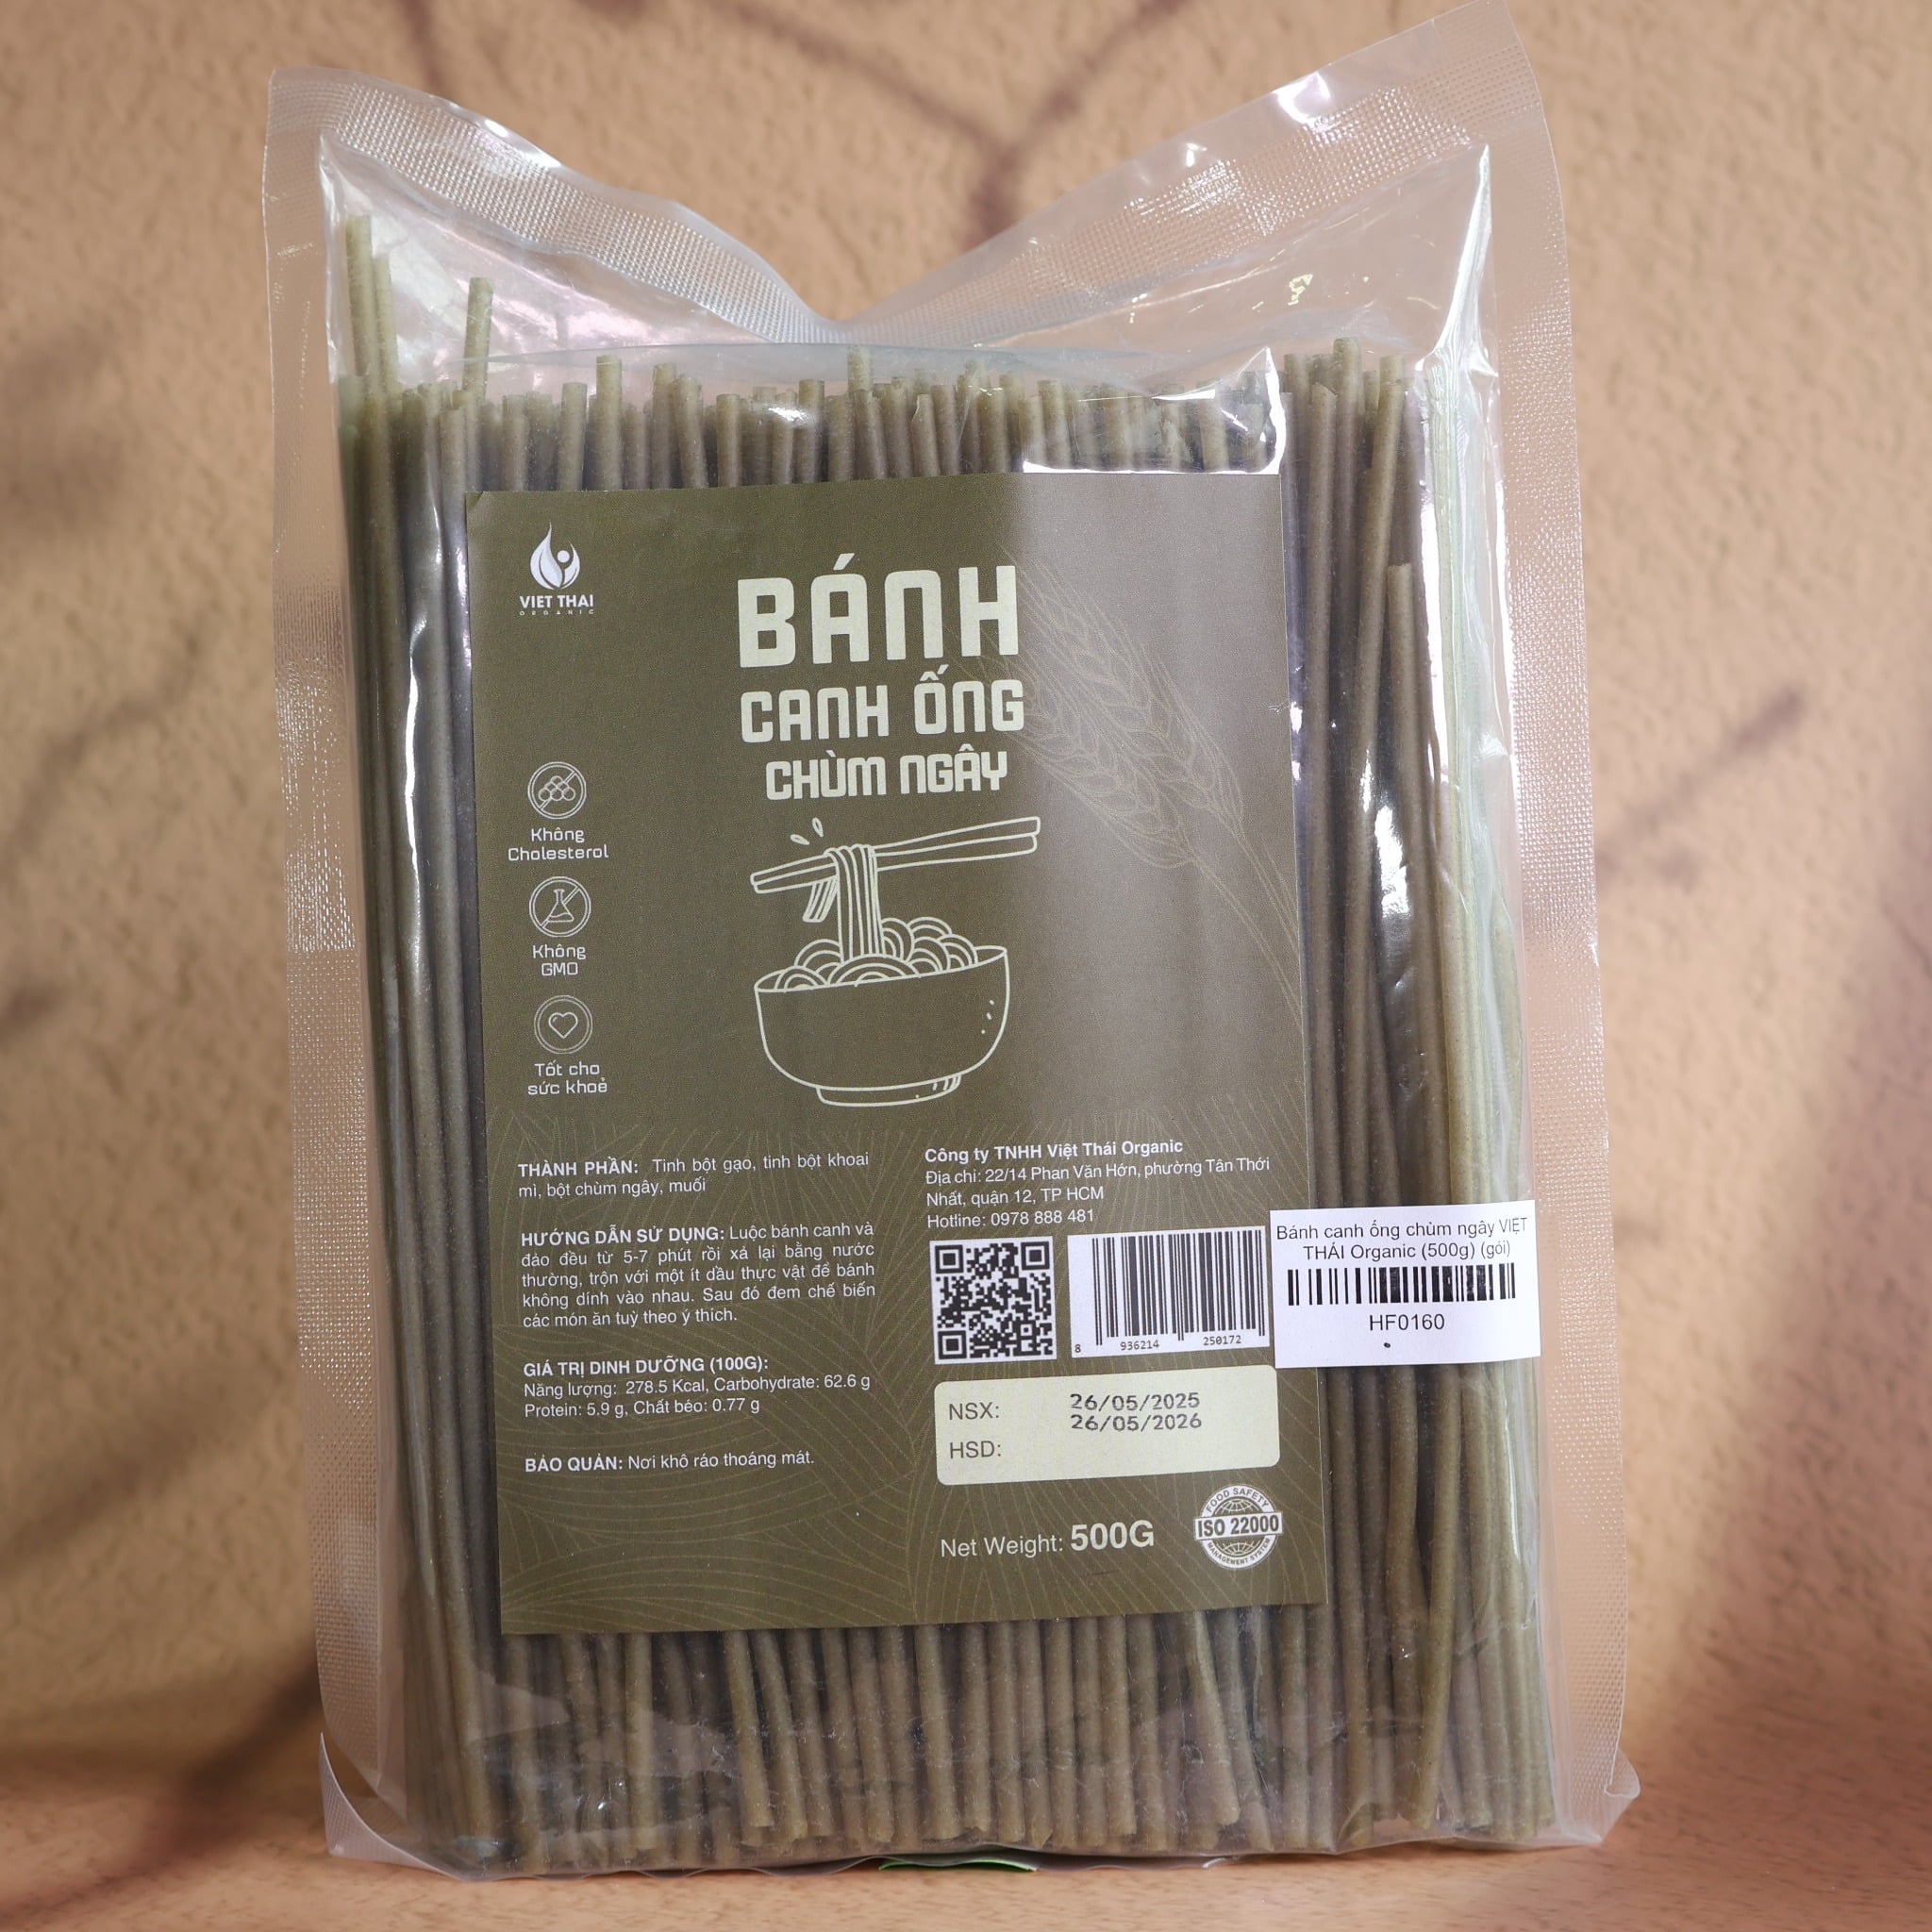 VIET THAI
ORGANIC
BÁNH
CANH ỐNG
CHÙM NGÂY
Không
Cholesterol
Không
GMO
Tốt cho
sức khoẻ
THÀNH PHẦN: Tinh bột gạo, tinh bột khoai
mì, bột chùm ngây, muối
HƯỚNG DẪN SỬ DỤNG: Luộc bánh canh và
đảo đều từ 5-7 phút rồi xả lại bằng nước
thường, trộn với một ít dầu thực vật để bánh
không dính vào nhau. Sau đó đem chế biến
các món ăn tuỳ theo ý thích.
GIÁ TRỊ DINH DƯỠNG (100G):
Năng lượng: 278.5 Kcal, Carbohydrate: 62.6 g
Protein: 5.9 g, Chất béo: 0.77 g
BẢO QUẢN: Nơi khô ráo thoáng mát.
Công ty TNHH Việt Thái Organic
Địa chỉ: 22/14 Phan Văn Hớn, phường Tân Thới
Nhất, quận 12, TP HCM
Hotline: 0978 888 481
8 936214 250172
NSX: 26/05/2025
26/05/2026
HSD:
Net Weight: 500G
FOOD SAFETY
ISO 22000
MANAGEMENT SYSTEM
Bánh canh ống chùm ngây VIỆT
THÁI Organic (500g) (gói)
HF0160